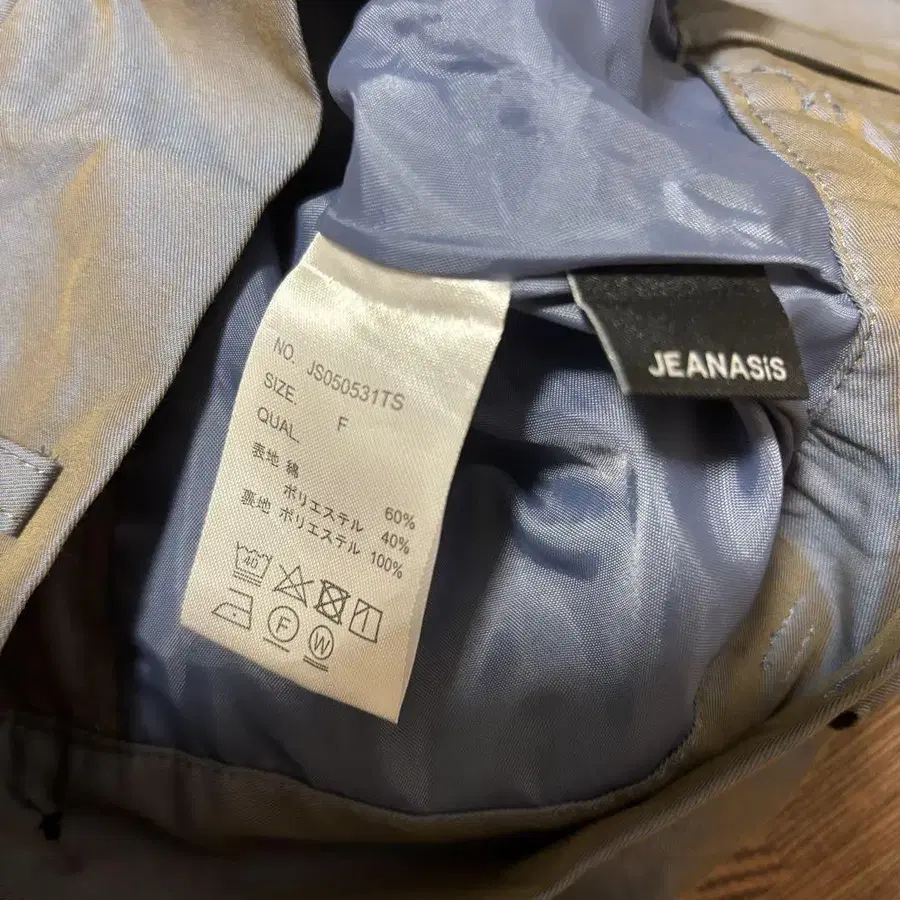 NO. JS050531TS
SIZE. F
QUAL.
表地 綿 60%
ポリエステル 40%
裏地 ポリエステル 100%
40
F
W
JEANASiS